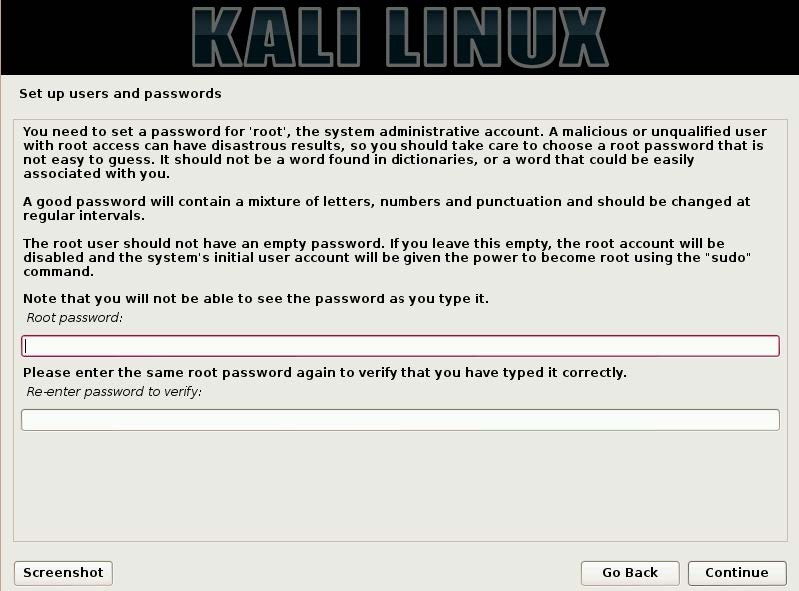 KALI LINUX
Set up users and passwords
You need to set a password for 'root', the system administrative account. A malicious or unqualified user
with root access can have disastrous results, so you should take care to choose a root password that is
not easy to guess. It should not be a word found in dictionaries, or a word that could be easily
associated with you.
A good password will contain a mixture of letters, numbers and punctuation and should be changed at
regular intervals.
The root user should not have an empty password. If you leave this empty, the root account will be
disabled and the system's initial user account will be given the power to become root using the "sudo"
command.
Note that you will not be able to see the password as you type it.
Root password:
Please enter the same root password again to verify that you have typed it correctly.
Re-enter password to verify:
Screenshot
Go Back
Continue